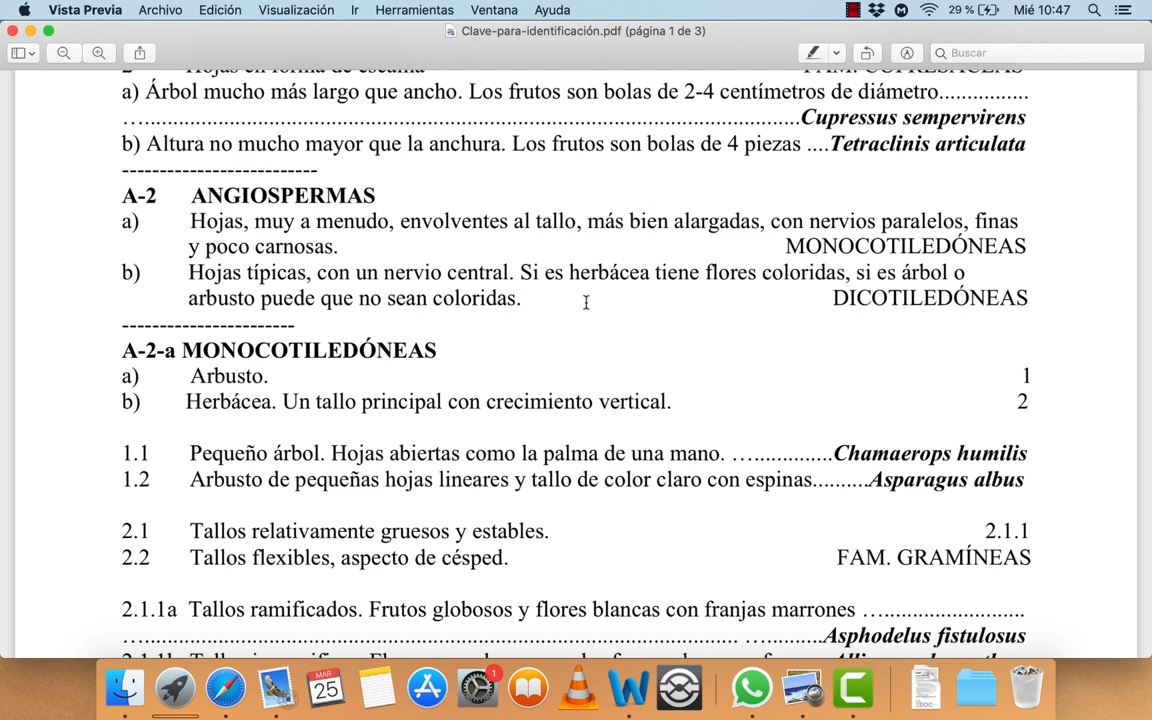 Vista Previa Archivo Edición Visualización Ir Herramientas Ventana Ayuda 29 % Mié 10:47
Clave-para-identificación.pdf (página 1 de 3)
Buscar
2 Hojas en forma de escama FAM. CUPRESÁCEAS
a) Árbol mucho más largo que ancho. Los frutos son bolas de 2-4 centímetros de diámetro................
…........................................................................................Cupressus sempervirens
b) Altura no mucho mayor que la anchura. Los frutos son bolas de 4 piezas ....Tetraclinis articulata
--------------------------
A-2 ANGIOSPERMAS
a) Hojas, muy a menudo, envolventes al tallo, más bien alargadas, con nervios paralelos, finas
y poco carnosas. MONOCOTILEDÓNEAS
b) Hojas típicas, con un nervio central. Si es herbácea tiene flores coloridas, si es árbol o
arbusto puede que no sean coloridas. DICOTILEDÓNEAS
-----------------------
A-2-a MONOCOTILEDÓNEAS
a) Arbusto. 1
b) Herbácea. Un tallo principal con crecimiento vertical. 2
1.1 Pequeño árbol. Hojas abiertas como la palma de una mano. ….............Chamaerops humilis
1.2 Arbusto de pequeñas hojas lineares y tallo de color claro con espinas..........Asparagus albus
2.1 Tallos relativamente gruesos y estables. 2.1.1
2.2 Tallos flexibles, aspecto de césped. FAM. GRAMÍNEAS
2.1.1a Tallos ramificados. Frutos globosos y flores blancas con franjas marrones ….......................
…................................................................................ …..........Asphodelus fistulosus
MAR
25
1